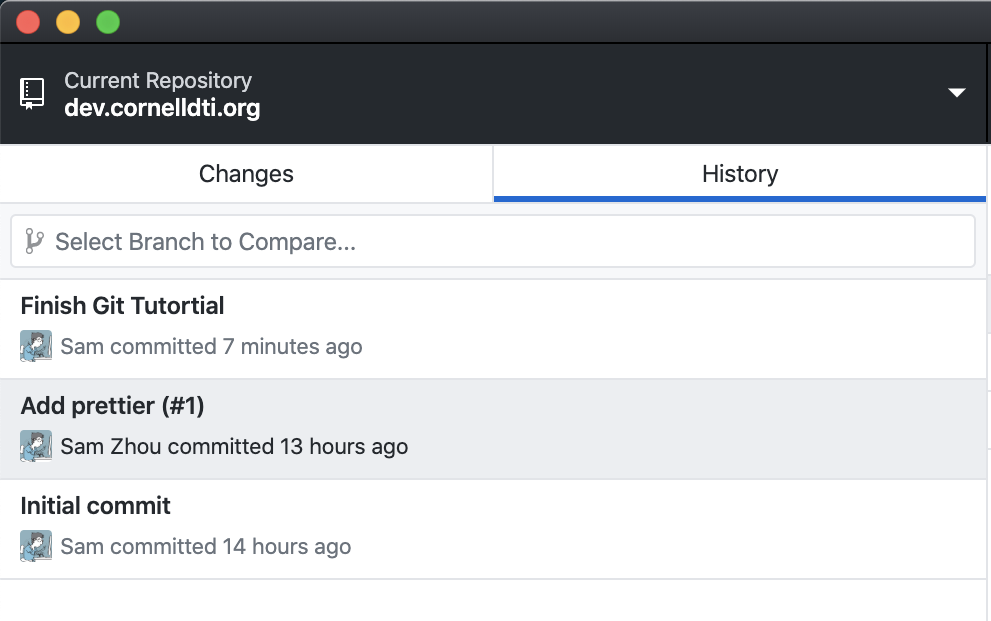 Current Repository
dev.cornelldti.org
Changes
History
Select Branch to Compare...
Finish Git Tutortial
Sam committed 7 minutes ago
Add prettier (#1)
Sam Zhou committed 13 hours ago
Initial commit
Sam committed 14 hours ago